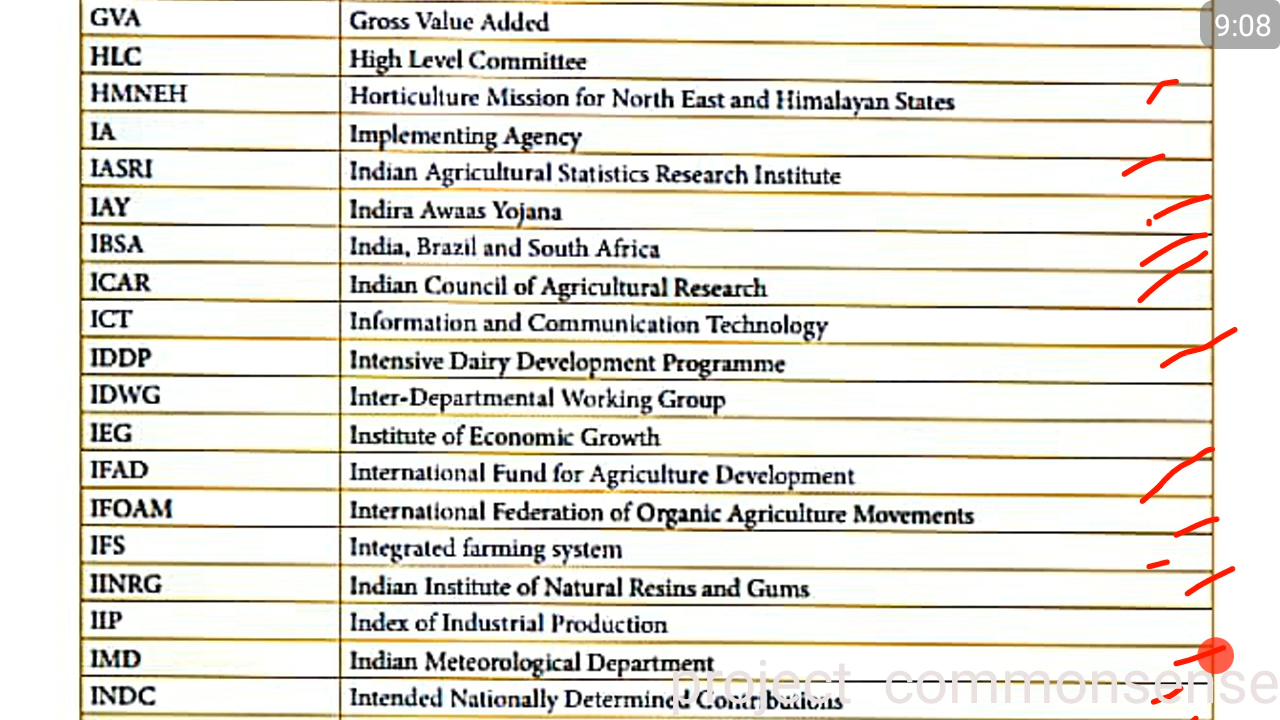 9:08
GVA Gross Value Added
HLC High Level Committee
HMNEH Horticulture Mission for North East and Himalayan States
IA Implementing Agency
IASRI Indian Agricultural Statistics Research Institute
IAY Indira Awaas Yojana
IBSA India, Brazil and South Africa
ICAR Indian Council of Agricultural Research
ICT Information and Communication Technology
IDDP Intensive Dairy Development Programme
IDWG Inter-Departmental Working Group
IEG Institute of Economic Growth
IFAD International Fund for Agriculture Development
IFOAM International Federation of Organic Agriculture Movements
IFS Integrated farming system
IINRG Indian Institute of Natural Resins and Gums
IIP Index of Industrial Production
IMD Indian Meteorological Department
INDC Intended Nationally Determined Contributions
project commonsense